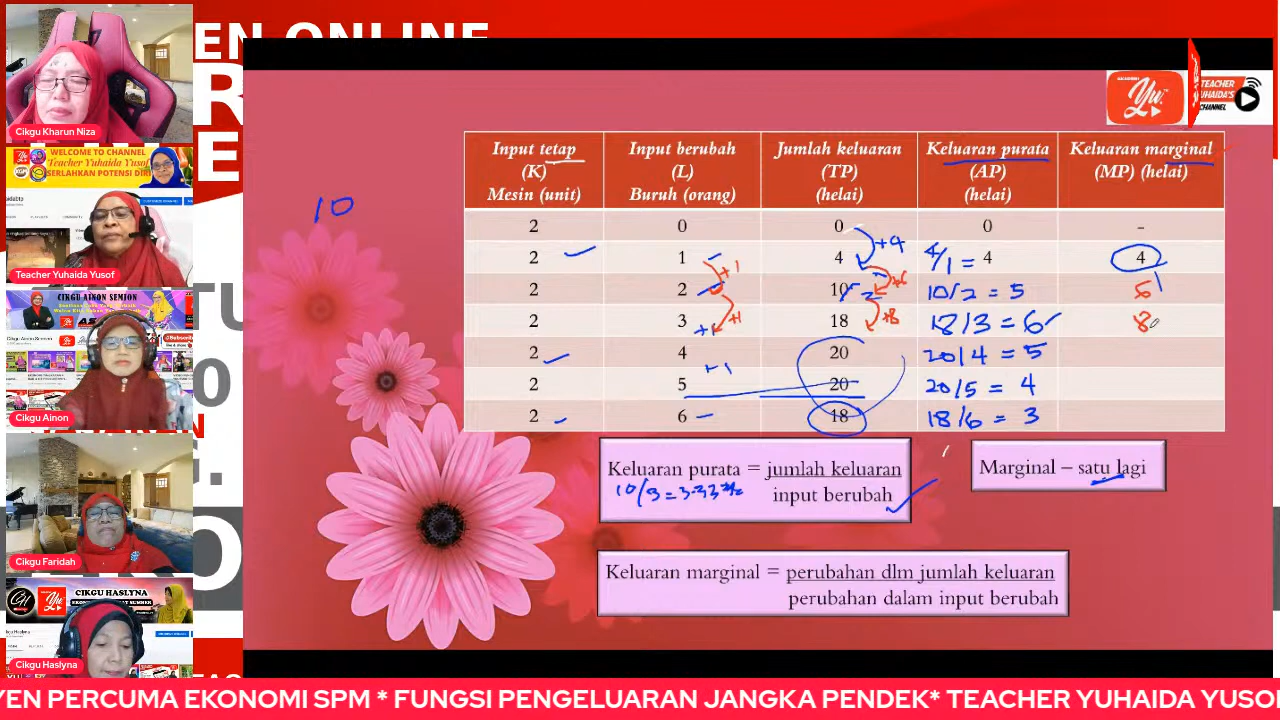 EN ONLINE
Cikgu Kharun Niza
WELCOME TO CHANNEL
Teacher Yuhaida Yusof
SERLAHKAN POTENSI DIRI
Teacher Yuhaida Yusof
CIKGU AINON SEMION
Cikgu Ainon
Cikgu Faridah
CIKGU HASLYNA
Cikgu Haslyna
TEACHER
YUHAIDA'S
CHANNEL
10
Input tetap (K) Mesin (unit) | Input berubah (L) Buruh (orang) | Jumlah keluaran (TP) (helai) | Keluaran purata (AP) (helai) | Keluaran marginal (MP) (helai)
2 0 0 0 -
2 1 4 4/1 = 4 4
2 2 10 10/2 = 5 6
2 3 18 18/3 = 6 8
2 4 20 20/4 = 5
2 5 20 20/5 = 4
2 6 18 18/6 = 3
+1
+1
+1
+4
+6
+8
Keluaran purata = jumlah keluaran
input berubah
10/3 = 3.33
Marginal – satu lagi
Keluaran marginal = perubahan dlm jumlah keluaran
perubahan dalam input berubah
YEN PERCUMA EKONOMI SPM * FUNGSI PENGELUARAN JANGKA PENDEK* TEACHER YUHAIDA YUSO